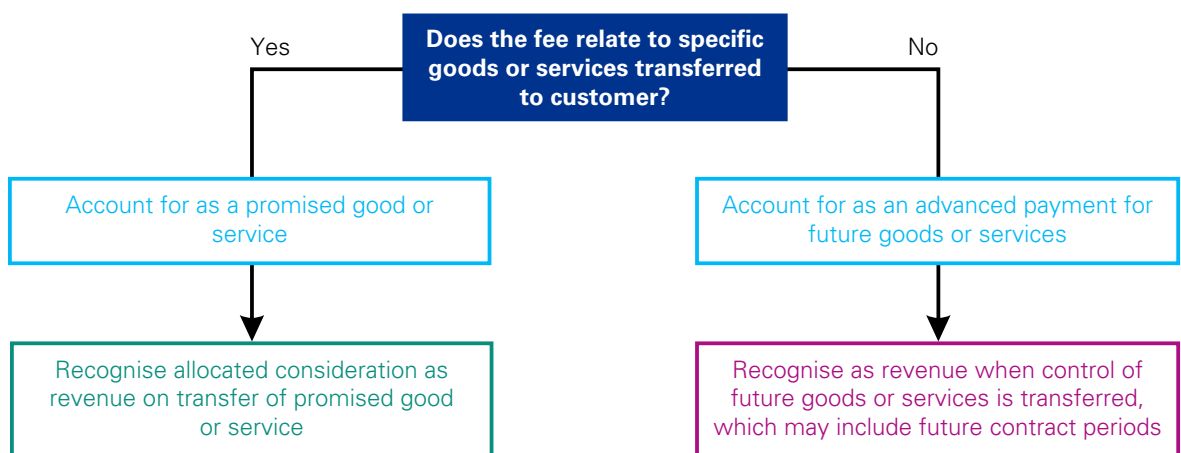 Does the fee relate to specific
goods or services transferred
to customer?
Yes
No
Account for as a promised good or
service
Account for as an advanced payment for
future goods or services
Recognise allocated consideration as
revenue on transfer of promised good
or service
Recognise as revenue when control of
future goods or services is transferred,
which may include future contract periods